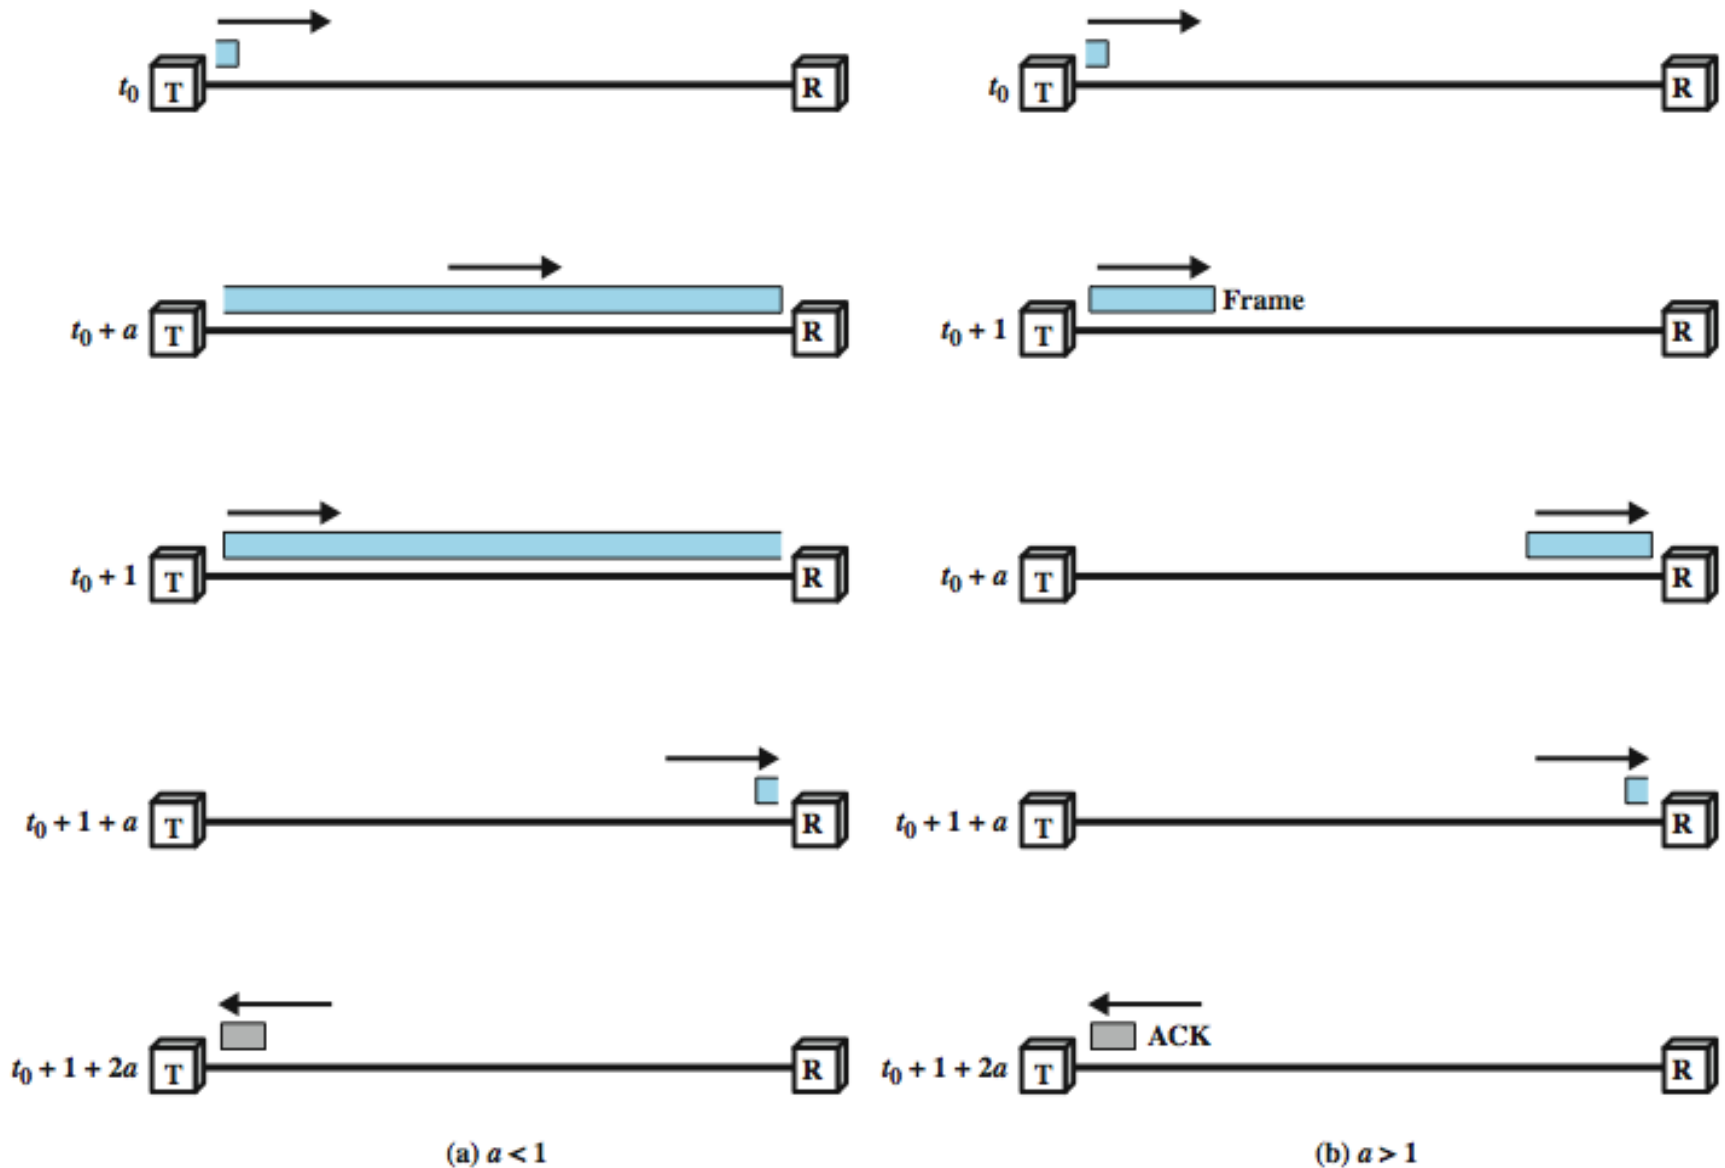 t0 T R
t0 + a T R
t0 + 1 T R
t0 + 1 + a T R
t0 + 1 + 2a T R
(a) a < 1
t0 T R
t0 + 1 T Frame R
t0 + a T R
t0 + 1 + a T R
t0 + 1 + 2a T ACK R
(b) a > 1